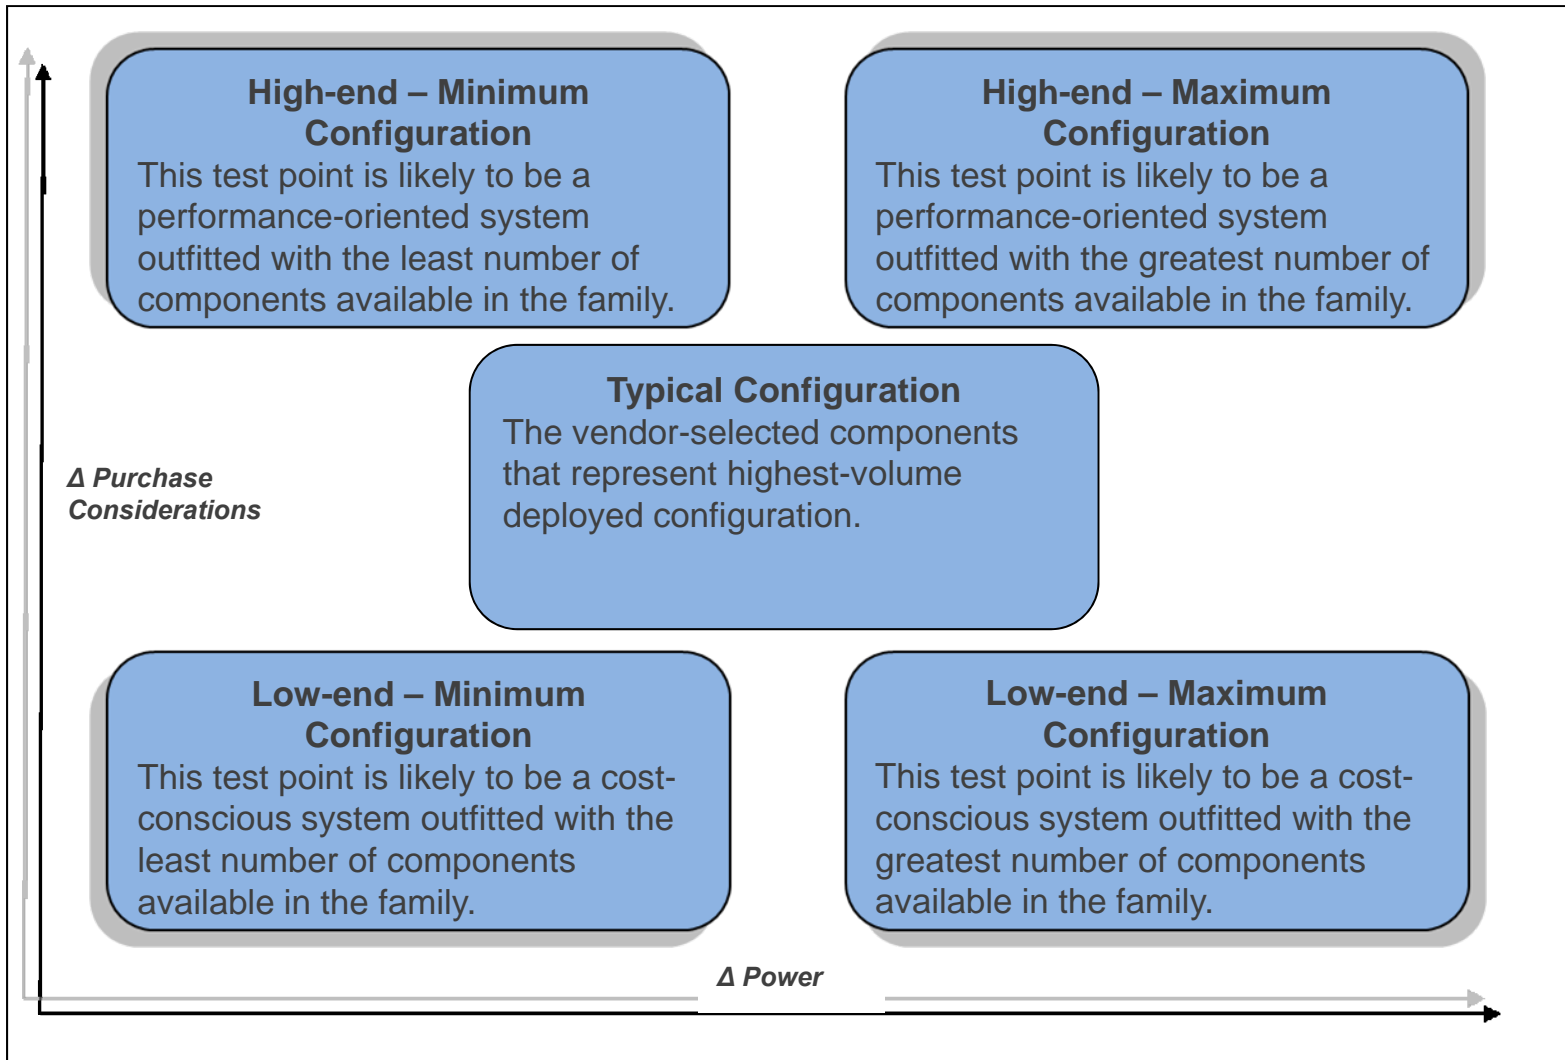 High-end – Minimum
Configuration
This test point is likely to be a
performance-oriented system
outfitted with the least number of
components available in the family.
High-end – Maximum
Configuration
This test point is likely to be a
performance-oriented system
outfitted with the greatest number of
components available in the family.
Typical Configuration
The vendor-selected components
that represent highest-volume
deployed configuration.
Δ Purchase
Considerations
Low-end – Minimum
Configuration
This test point is likely to be a cost-
conscious system outfitted with the
least number of components
available in the family.
Low-end – Maximum
Configuration
This test point is likely to be a cost-
conscious system outfitted with the
greatest number of components
available in the family.
Δ Power